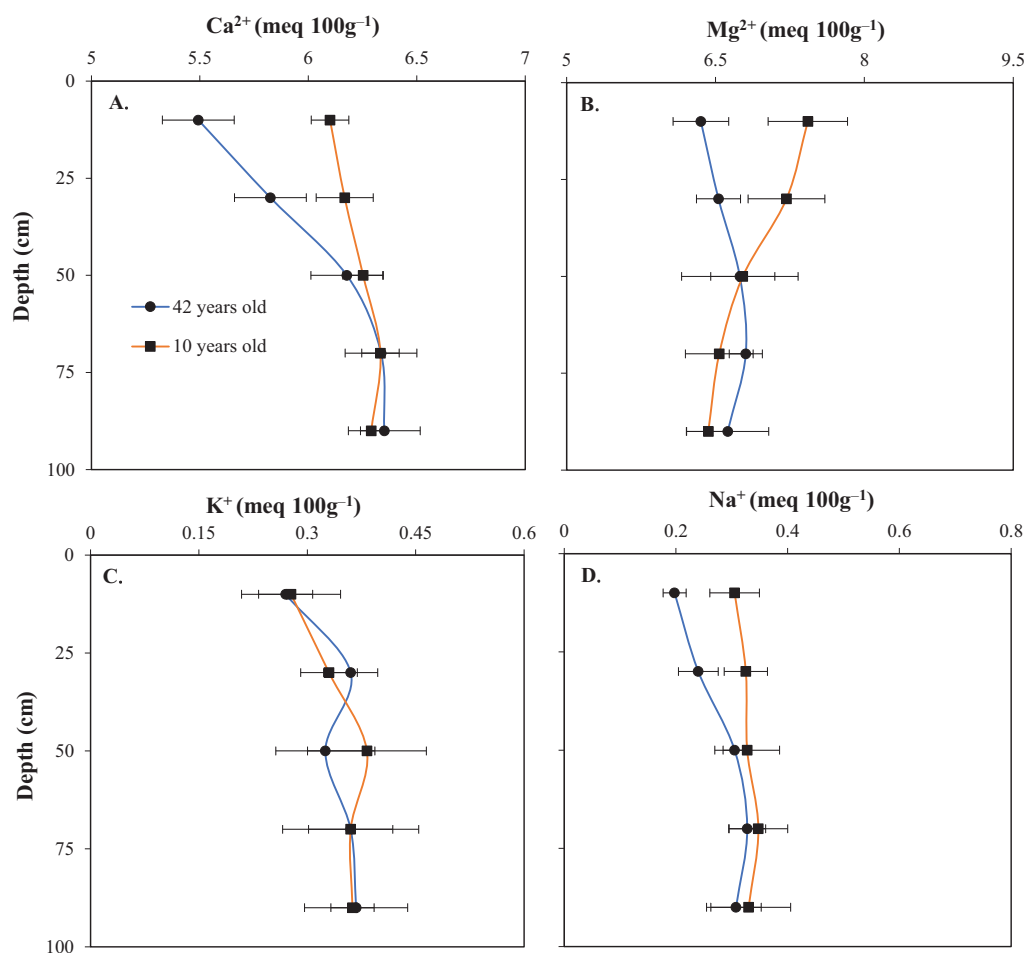 Ca²⁺ (meq 100g⁻¹)
5 5.5 6 6.5 7
0
25
50
75
100
Depth (cm)
A.
42 years old
10 years old
Mg²⁺ (meq 100g⁻¹)
5 6.5 8 9.5
B.
K⁺ (meq 100g⁻¹)
0 0.15 0.3 0.45 0.6
0
25
50
75
100
Depth (cm)
C.
Na⁺ (meq 100g⁻¹)
0 0.2 0.4 0.6 0.8
D.